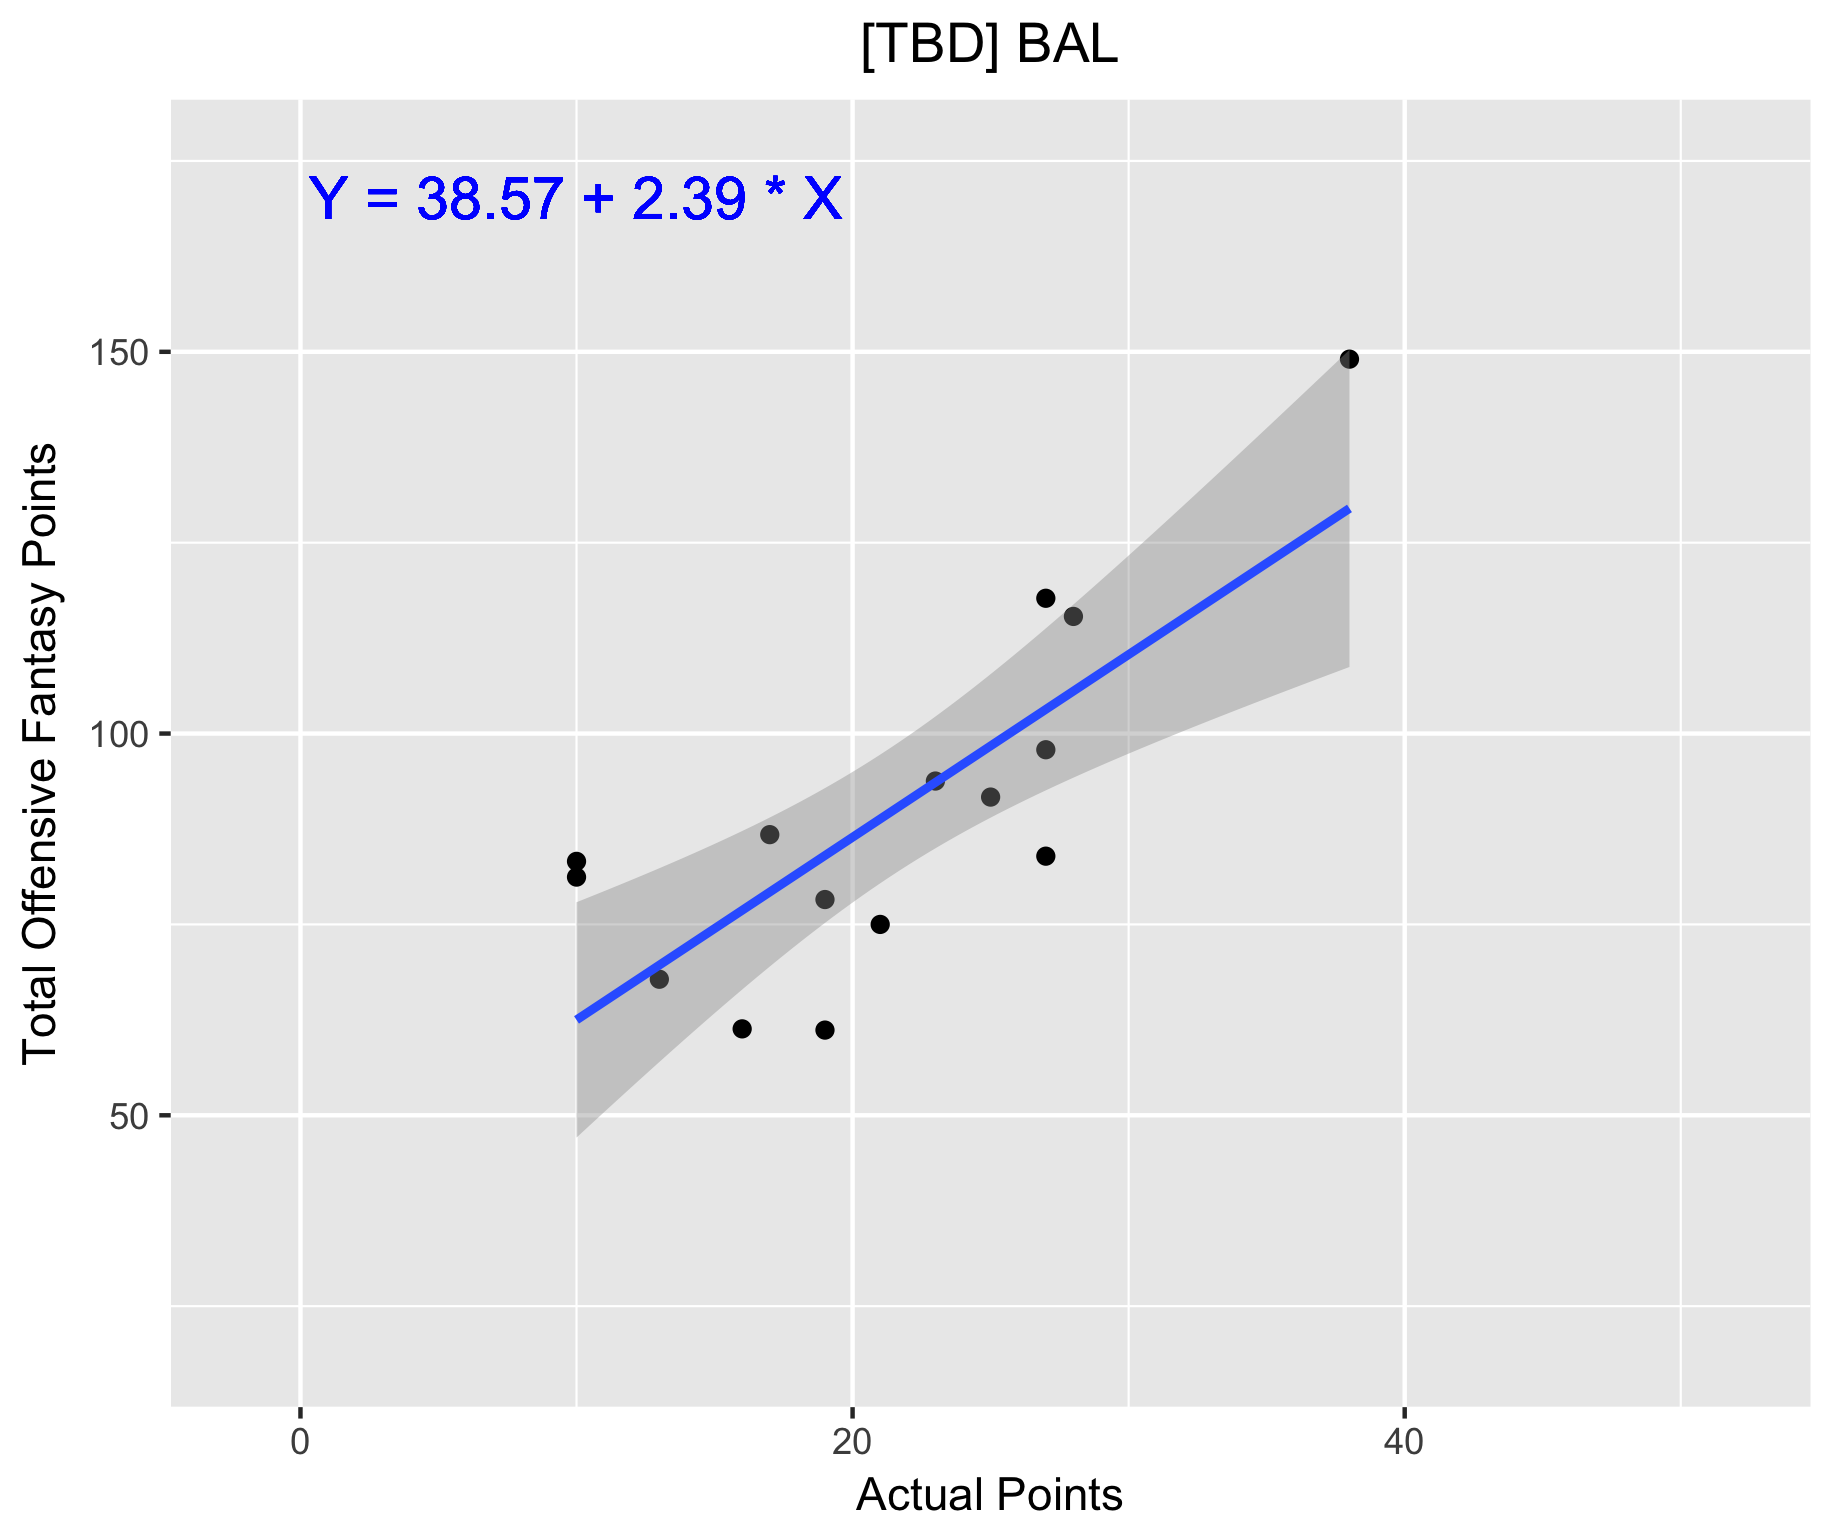 [TBD] BAL
Y = 38.57 + 2.39 * X
150
100
50
Total Offensive Fantasy Points
0 20 40
Actual Points